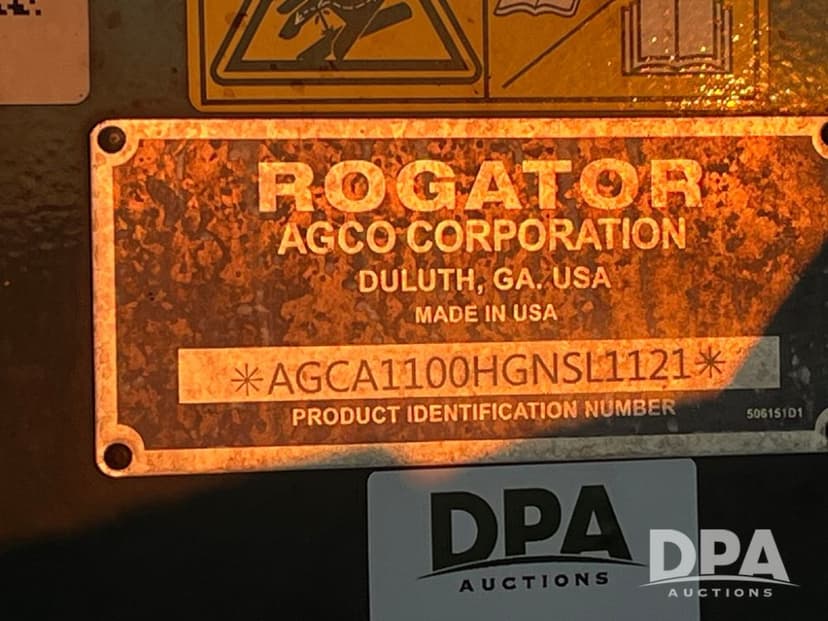 ROGATOR
AGCO CORPORATION
DULUTH, GA. USA
MADE IN USA
*AGCA1100HGNSL1121*
PRODUCT IDENTIFICATION NUMBER
506151D1
DPA
AUCTIONS
DPA
AUCTIONS